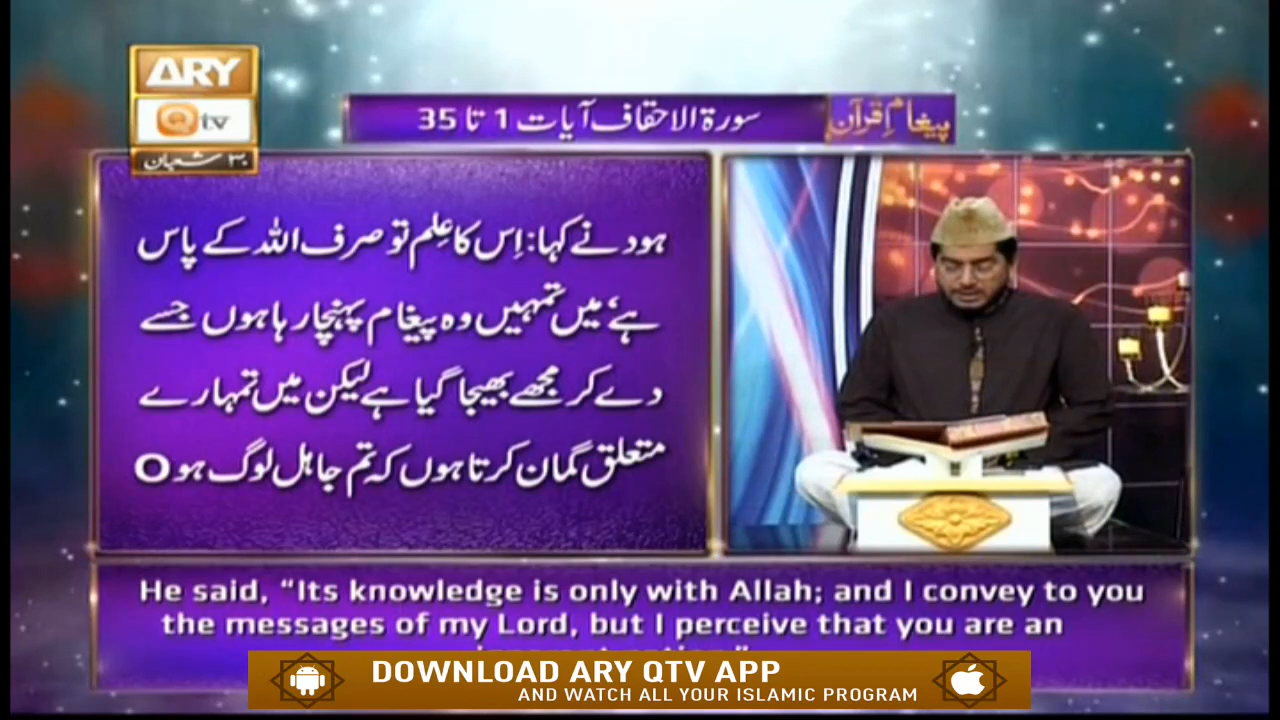 ARY
Qtv
شعبان
سورۃ الاحقاف آیات 1 تا 35
پیغامِ قرآن
ہود نے کہا: اِس کا عِلم تو صرف اللہ کے پاس
ہے، میں تمہیں وہ پیغام پہنچا رہا ہوں جسے
دے کر مجھے بھیجا گیا ہے لیکن میں تمہارے
متعلق گمان کرتا ہوں کہ تم جاہل لوگ ہو O
He said, “Its knowledge is only with Allah; and I convey to you
the messages of my Lord, but I perceive that you are an
DOWNLOAD ARY QTV APP
AND WATCH ALL YOUR ISLAMIC PROGRAM